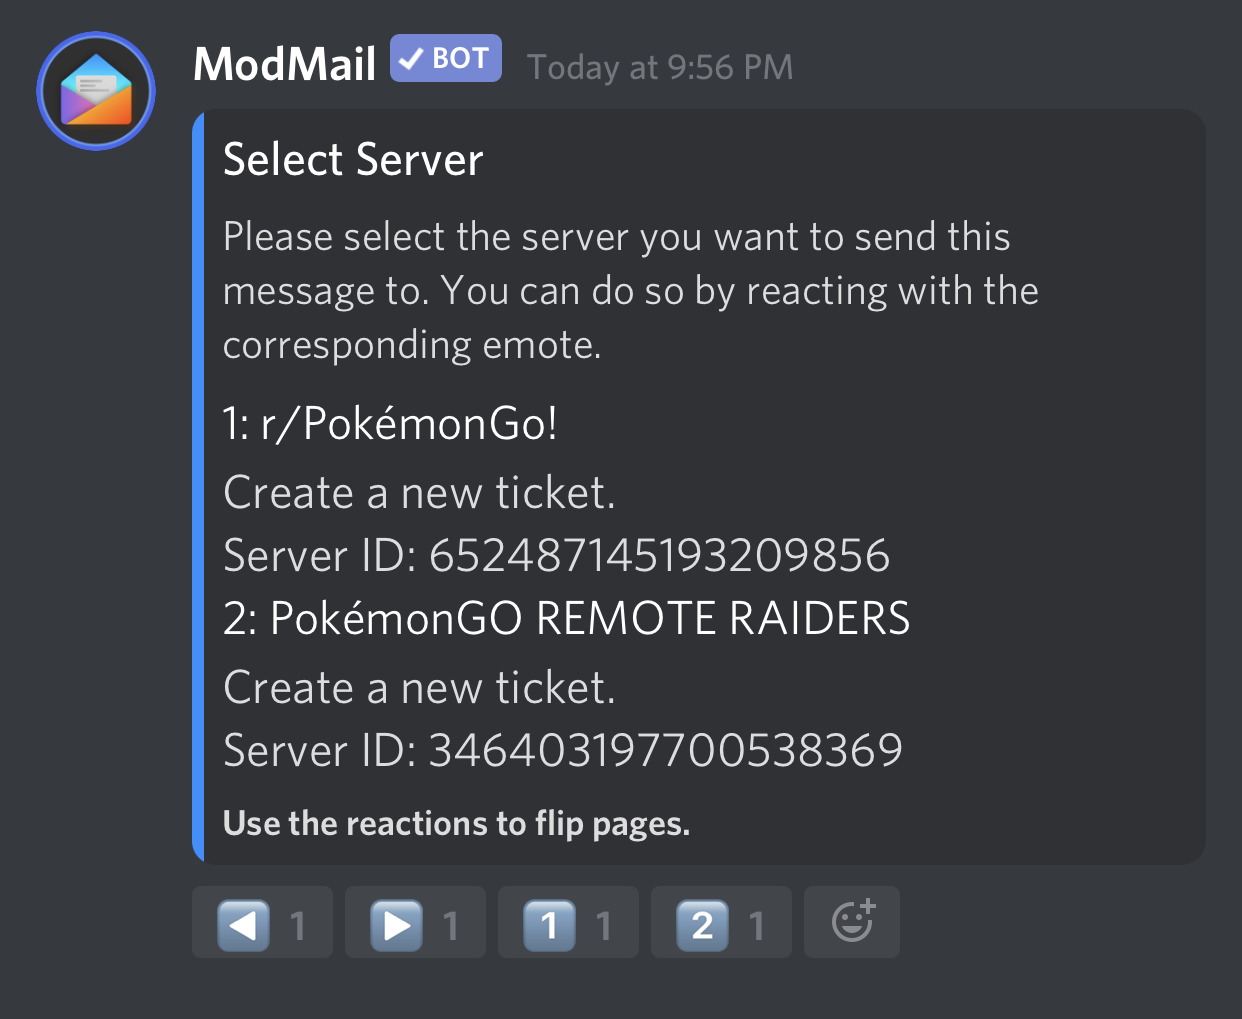 ModMail ✓ BOT Today at 9:56 PM
Select Server
Please select the server you want to send this
message to. You can do so by reacting with the
corresponding emote.
1: r/PokémonGo!
Create a new ticket.
Server ID: 652487145193209856
2: PokémonGO REMOTE RAIDERS
Create a new ticket.
Server ID: 346403197700538369
Use the reactions to flip pages.
◀ 1 ▶ 1 1 1 2 1